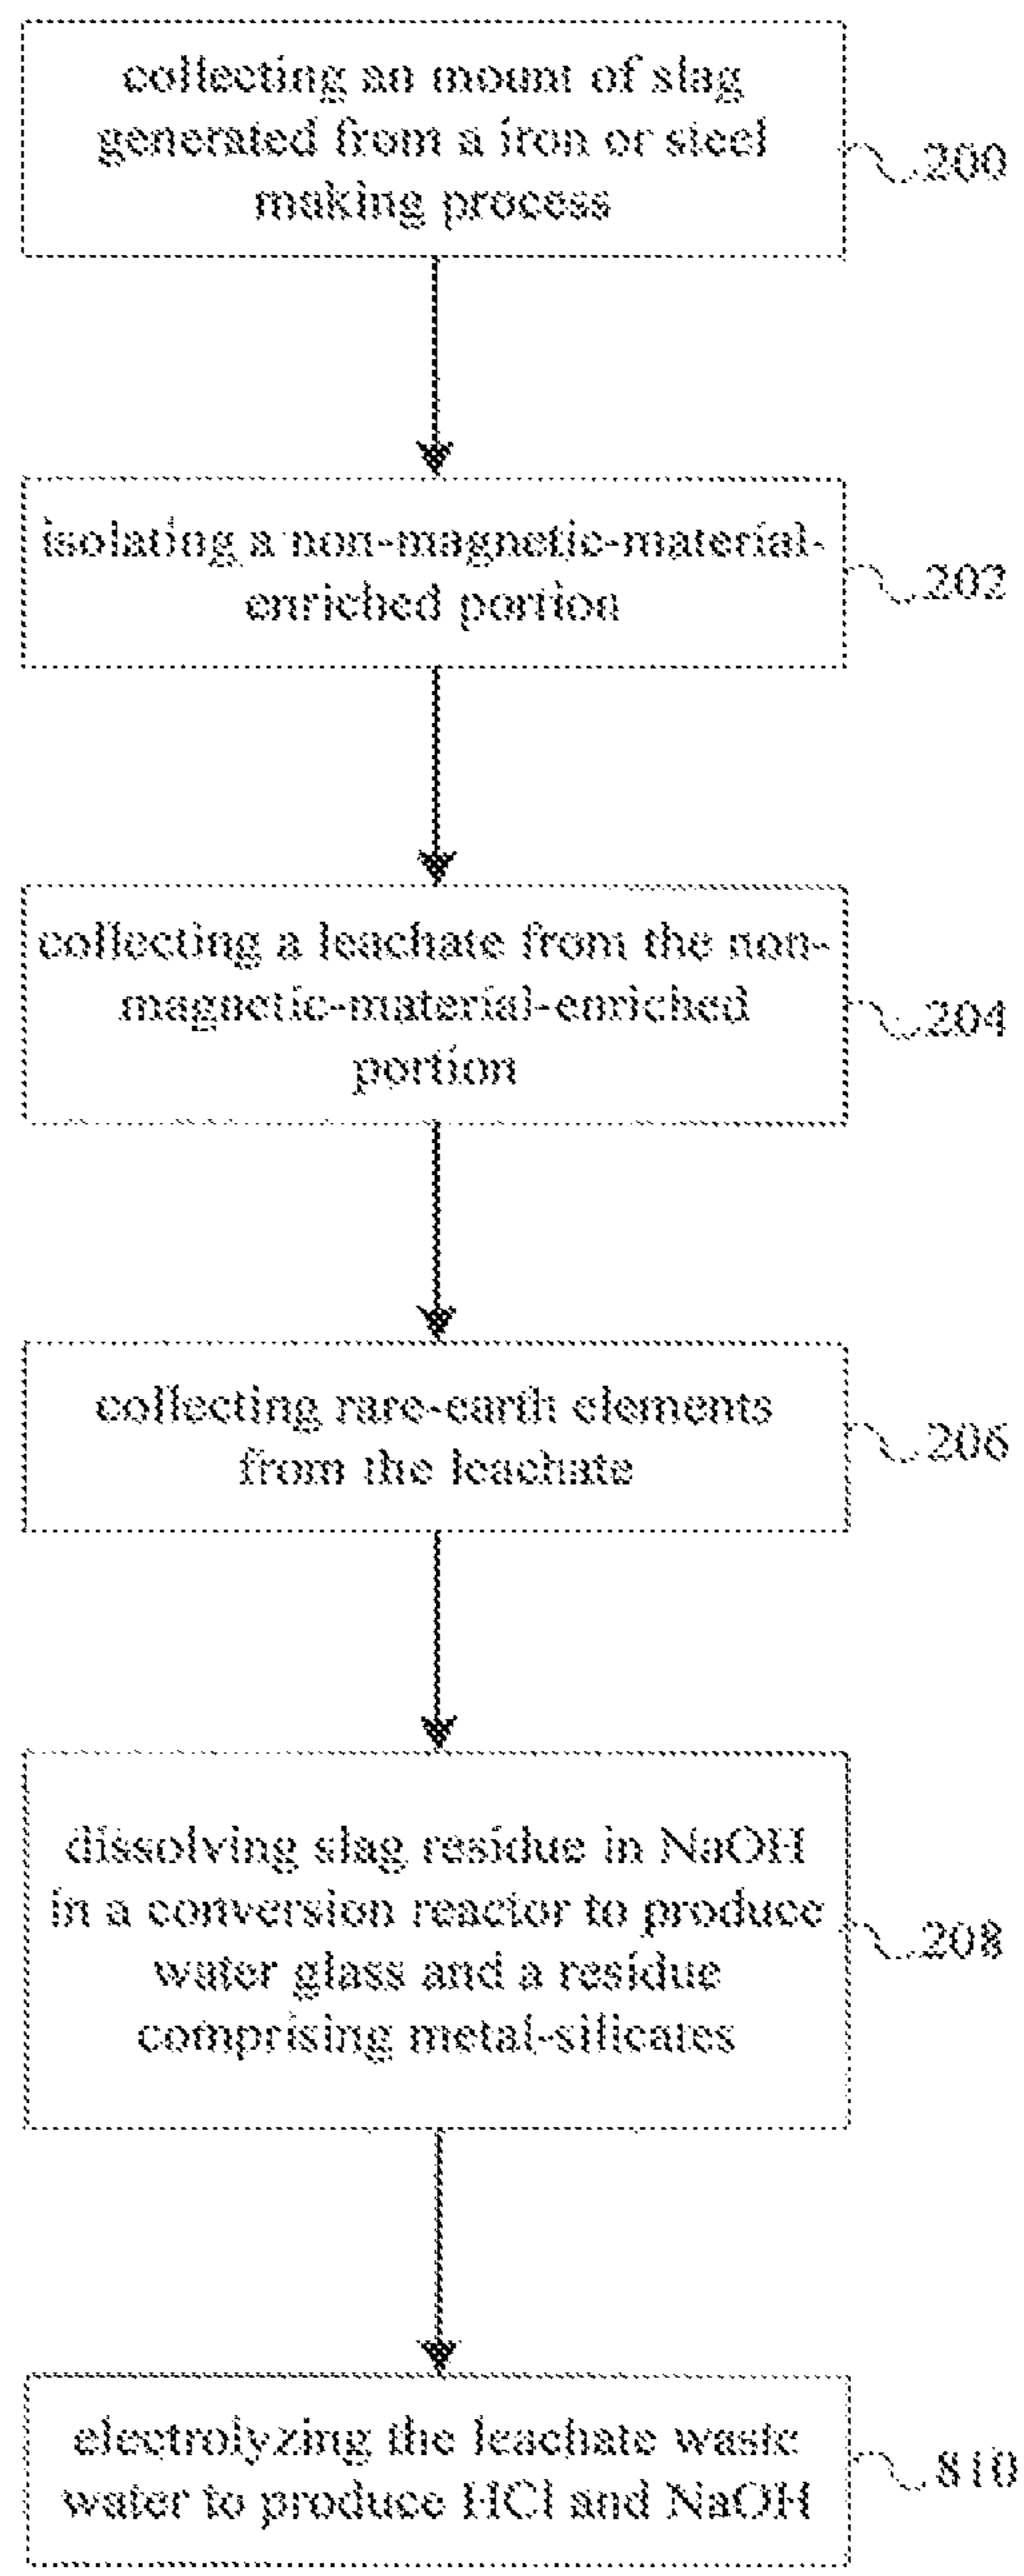 collecting an mount of slag
generated from a iron or steel
making process
200
isolating a non-magnetic-material-
enriched portion
202
collecting a leachate from the non-
magnetic-material-enriched
portion
204
collecting rare-earth elements
from the leachate
206
dissolving slag residue in NaOH
in a conversion reactor to produce
water glass and a residue
comprising metal-silicates
208
electrolyzing the leachate waste
water to produce HCl and NaOH
810